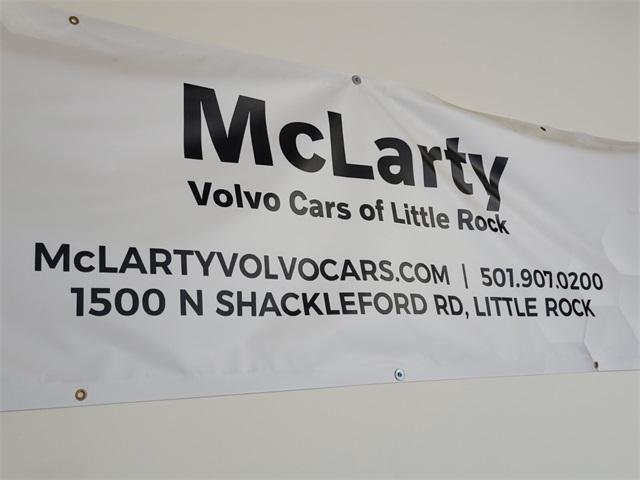 McLarty
Volvo Cars of Little Rock
McLARTYVOLVOCARS.COM | 501.907.0200
1500 N SHACKLEFORD RD, LITTLE ROCK